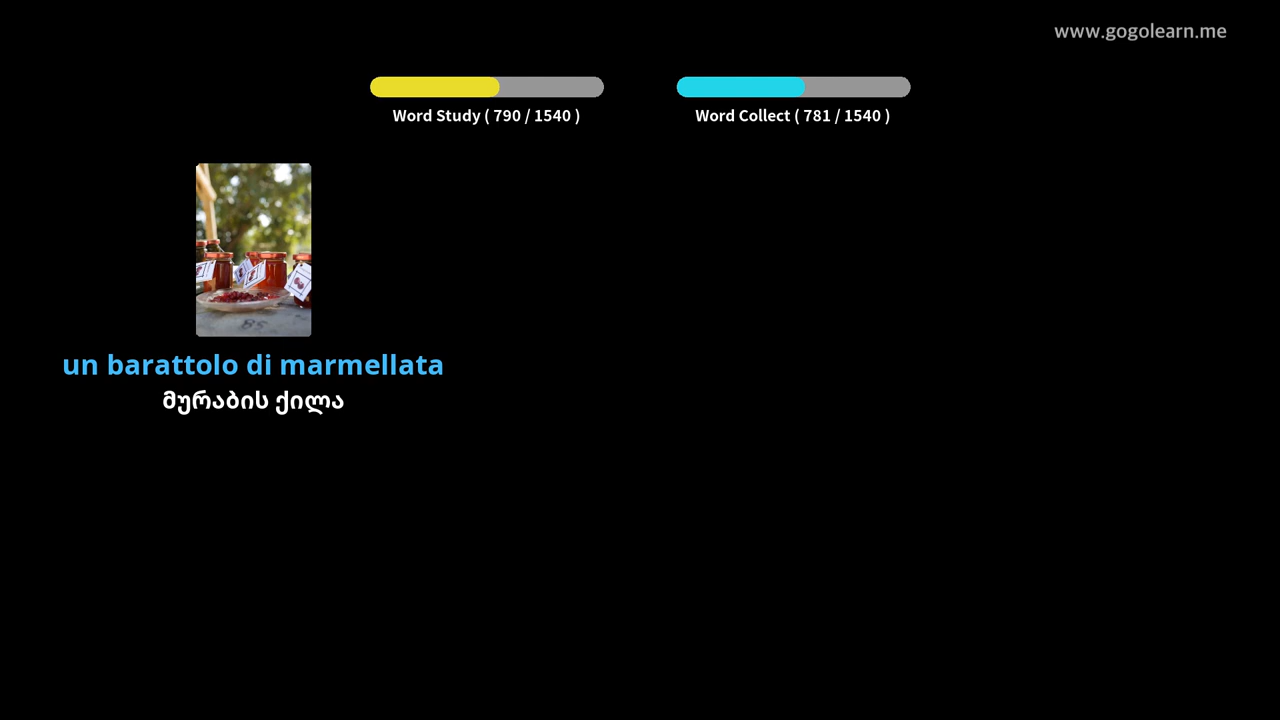 www.gogolearn.me
Word Study ( 790 / 1540 )
Word Collect ( 781 / 1540 )
un barattolo di marmellata
მურაბის ქილა